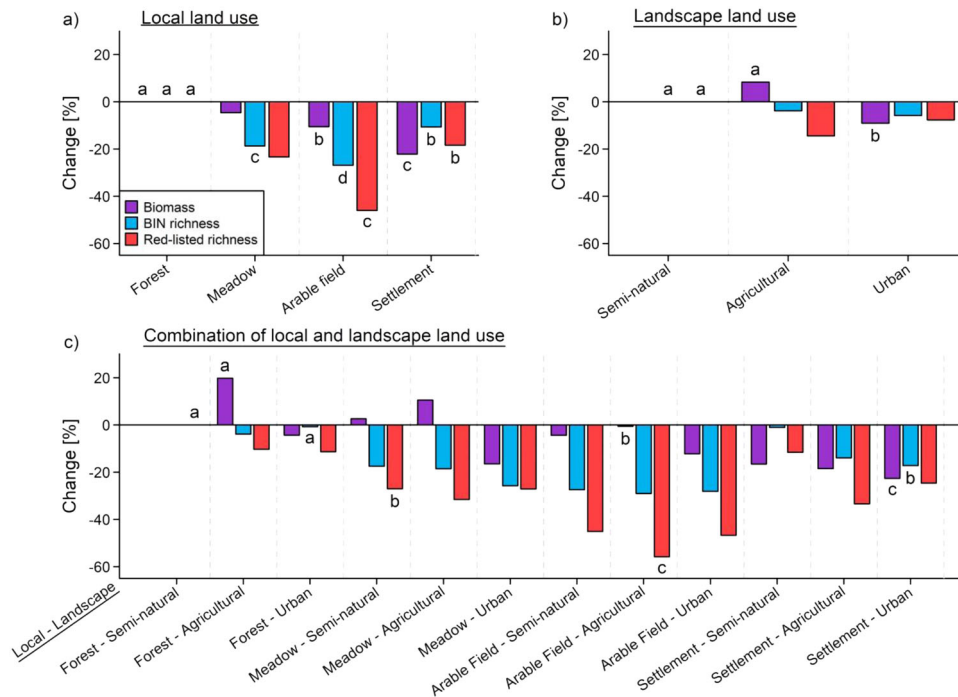 a) Local land use
20
0
-20
-40
-60
Change [%]
a a a
c
b
d
c
c
b
b
Biomass
BIN richness
Red-listed richness
Forest
Meadow
Arable field
Settlement
b) Landscape land use
20
0
-20
-40
-60
Change [%]
a a
a
b
Semi-natural
Agricultural
Urban
c) Combination of local and landscape land use
20
0
-20
-40
-60
Change [%]
a
a
a
b
b
c
c
b
Local - Landscape
Forest - Semi-natural
Forest - Agricultural
Forest - Urban
Meadow - Semi-natural
Meadow - Agricultural
Meadow - Urban
Arable Field - Semi-natural
Arable Field - Agricultural
Arable Field - Urban
Settlement - Semi-natural
Settlement - Agricultural
Settlement - Urban